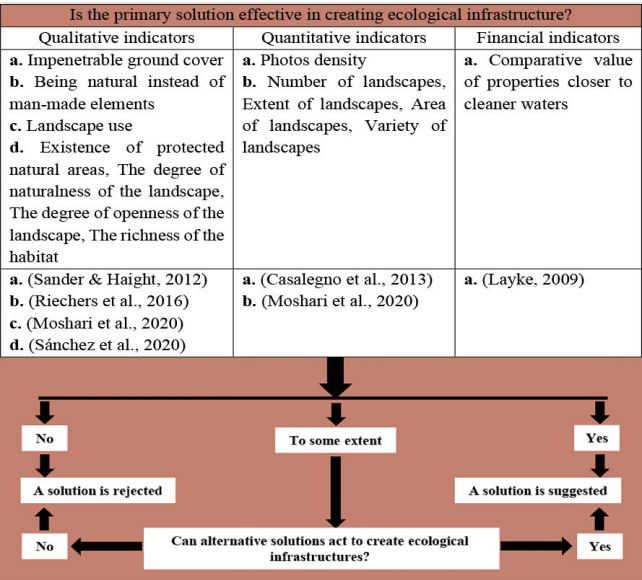 Is the primary solution effective in creating ecological infrastructure?
Qualitative indicators
Quantitative indicators
Financial indicators
a. Impenetrable ground cover
b. Being natural instead of
man-made elements
c. Landscape use
d. Existence of protected
natural areas, The degree of
naturalness of the landscape,
The degree of openness of the
landscape, The richness of the
habitat
a. Photos density
b. Number of landscapes,
Extent of landscapes, Area
of landscapes, Variety of
landscapes
a. Comparative value
of properties closer to
cleaner waters
a. (Sander & Haight, 2012)
b. (Riechers et al., 2016)
c. (Moshari et al., 2020)
d. (Sánchez et al., 2020)
a. (Casalegno et al., 2013)
b. (Moshari et al., 2020)
a. (Layke, 2009)
No
To some extent
Yes
A solution is rejected
A solution is suggested
No
Can alternative solutions act to create ecological
infrastructures?
Yes